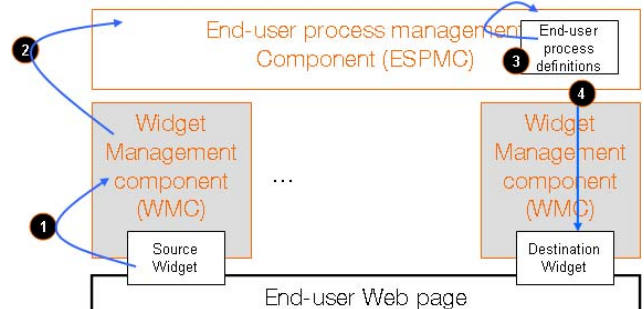 End-user process management
Component (ESPMC)
End-user
process
definitions
2
3
4
Widget
Management
component
(WMC)
...
Widget
Management
component
(WMC)
1
Source
Widget
Destination
Widget
End-user Web page